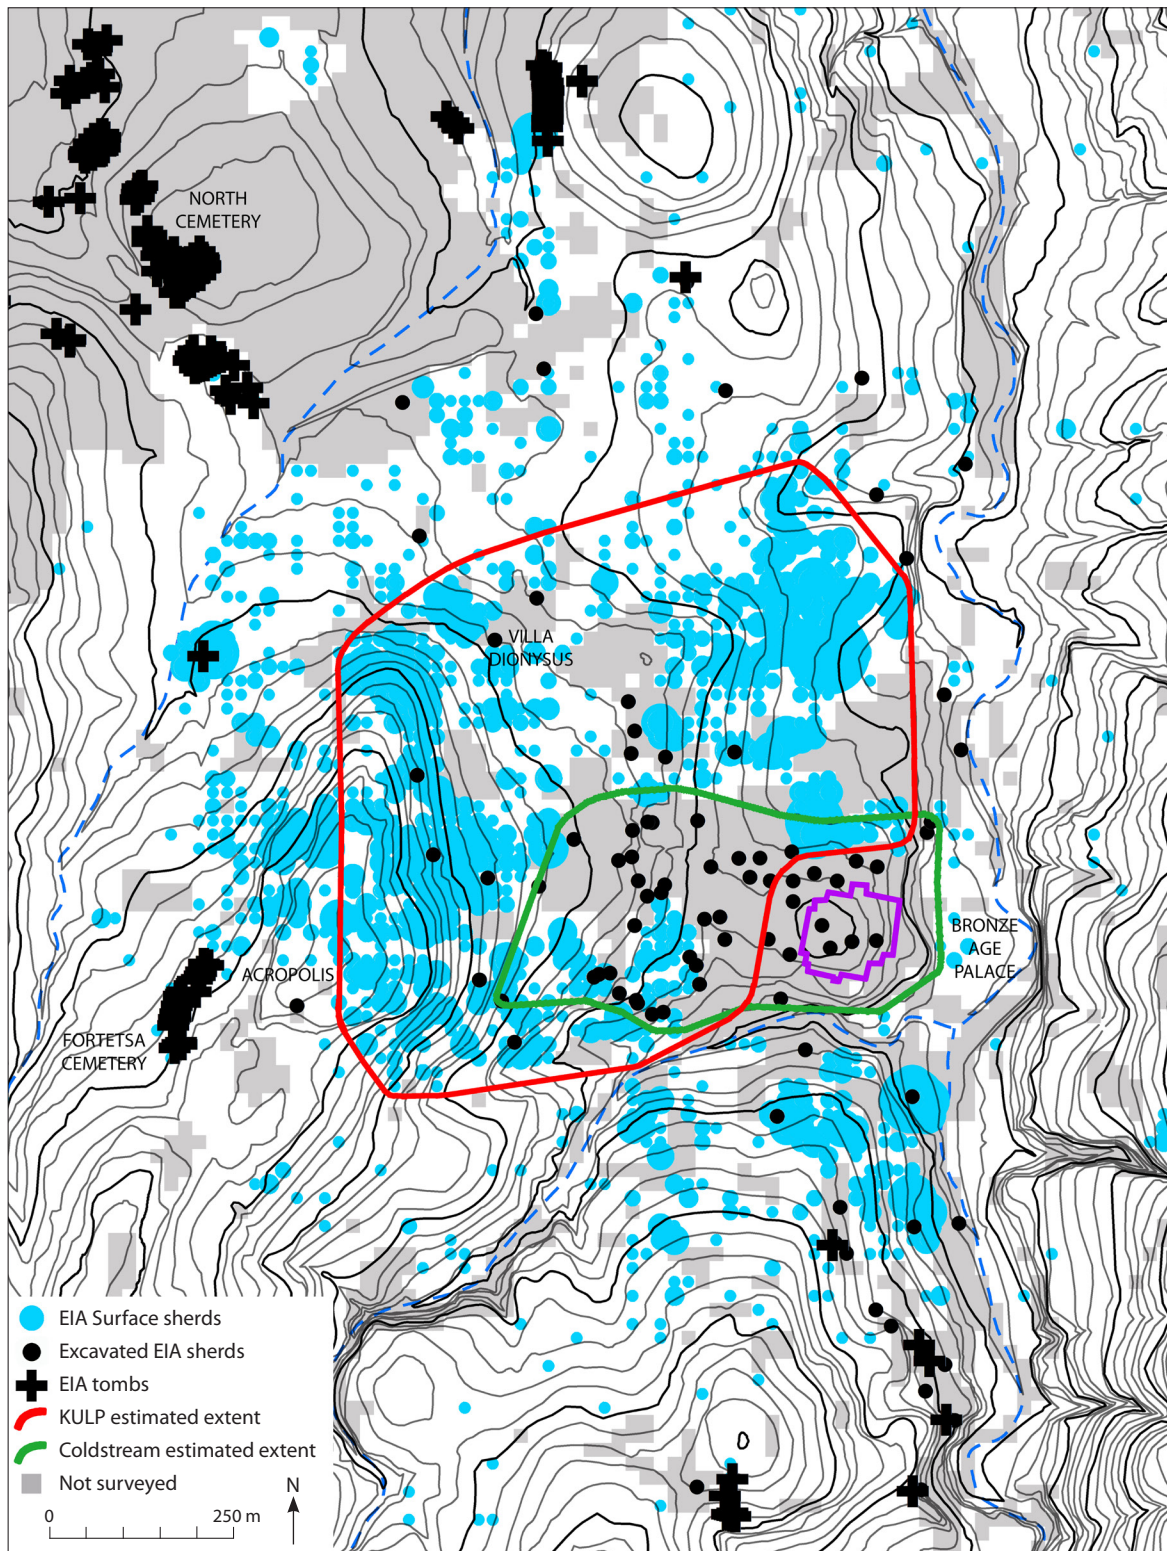 NORTH
CEMETERY
VILLA
DIONYSUS
BRONZE
AGE
PALACE
ACROPOLIS
FORTETSA
CEMETERY
EIA Surface sherds
Excavated EIA sherds
EIA tombs
KULP estimated extent
Coldstream estimated extent
Not surveyed
N
0 250 m